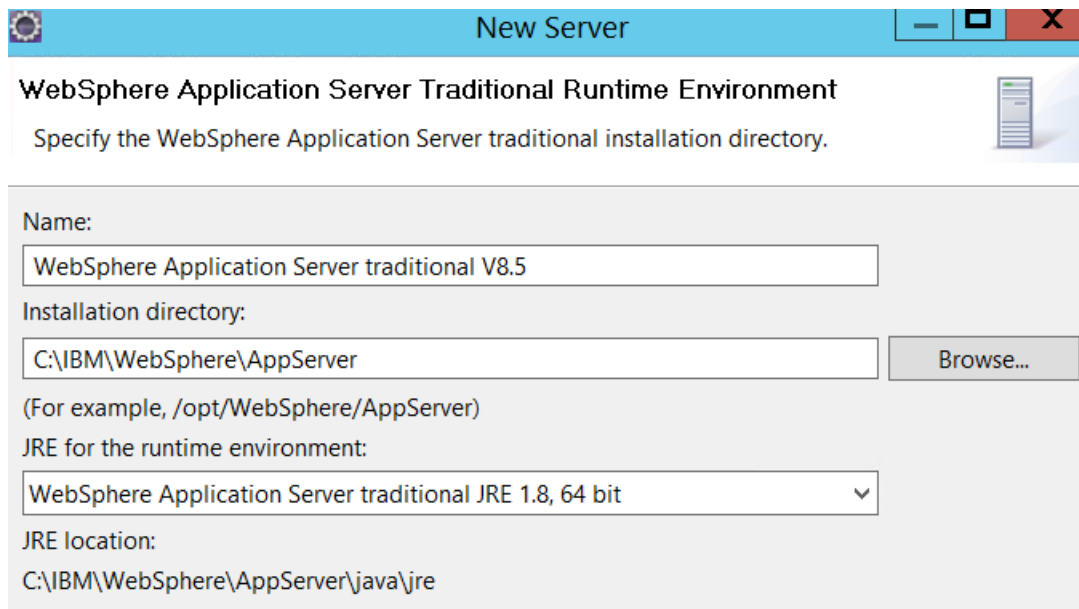 New Server
WebSphere Application Server Traditional Runtime Environment
Specify the WebSphere Application Server traditional installation directory.
Name:
WebSphere Application Server traditional V8.5
Installation directory:
C:\IBM\WebSphere\AppServer
Browse...
(For example, /opt/WebSphere/AppServer)
JRE for the runtime environment:
WebSphere Application Server traditional JRE 1.8, 64 bit
JRE location:
C:\IBM\WebSphere\AppServer\java\jre